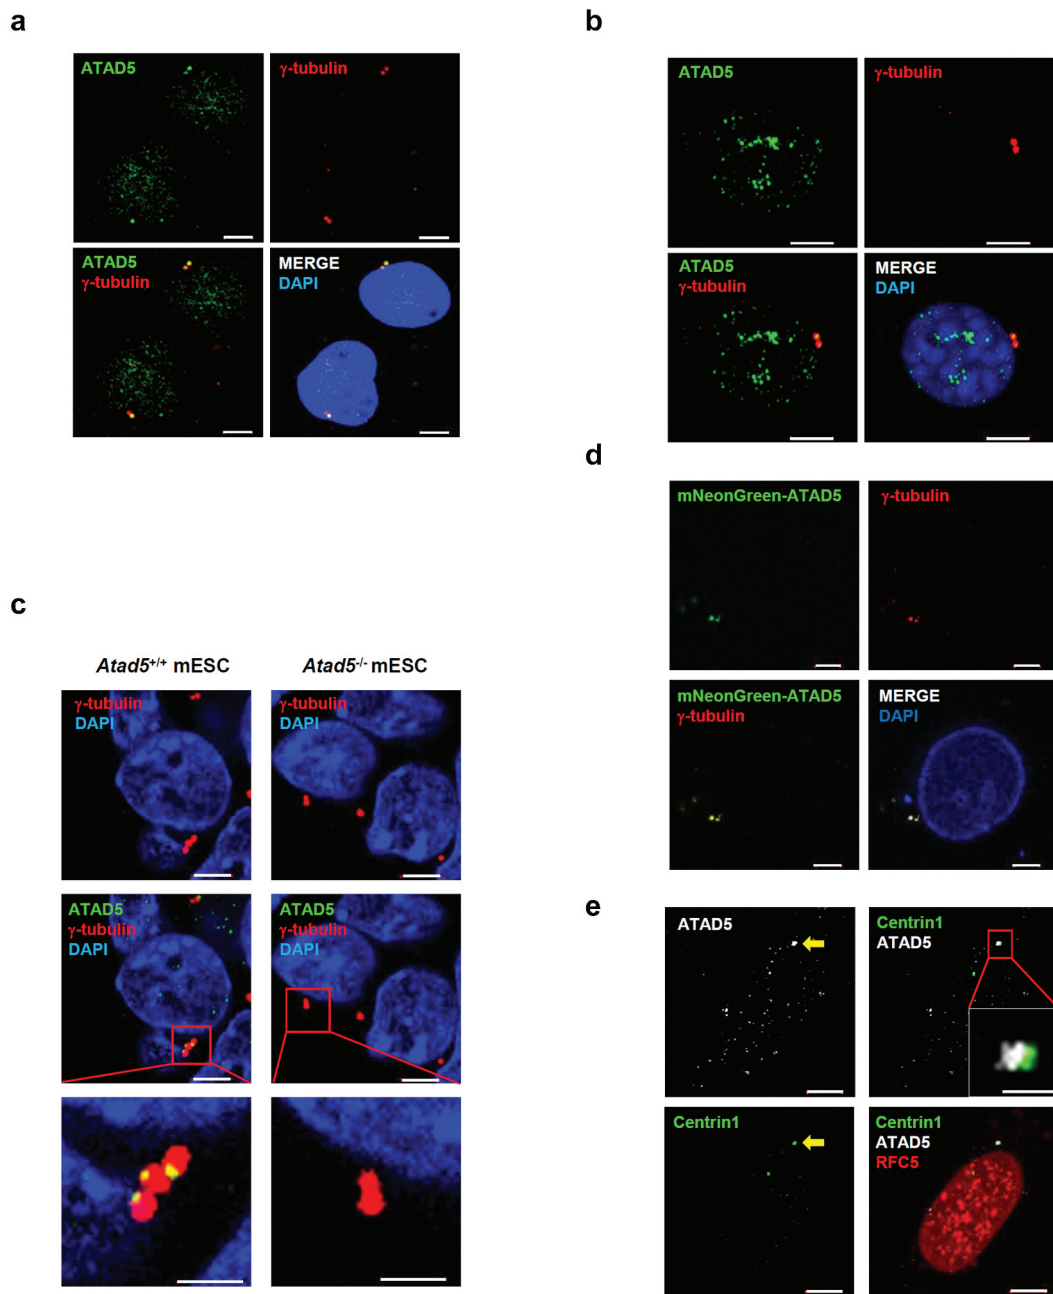 a
ATAD5
γ-tubulin
ATAD5
γ-tubulin
MERGE
DAPI
b
ATAD5
γ-tubulin
ATAD5
γ-tubulin
MERGE
DAPI
c
Atad5+/+ mESC
Atad5-/- mESC
γ-tubulin
DAPI
γ-tubulin
DAPI
ATAD5
γ-tubulin
DAPI
ATAD5
γ-tubulin
DAPI
d
mNeonGreen-ATAD5
γ-tubulin
mNeonGreen-ATAD5
γ-tubulin
MERGE
DAPI
e
ATAD5
Centrin1
ATAD5
Centrin1
Centrin1
ATAD5
RFC5